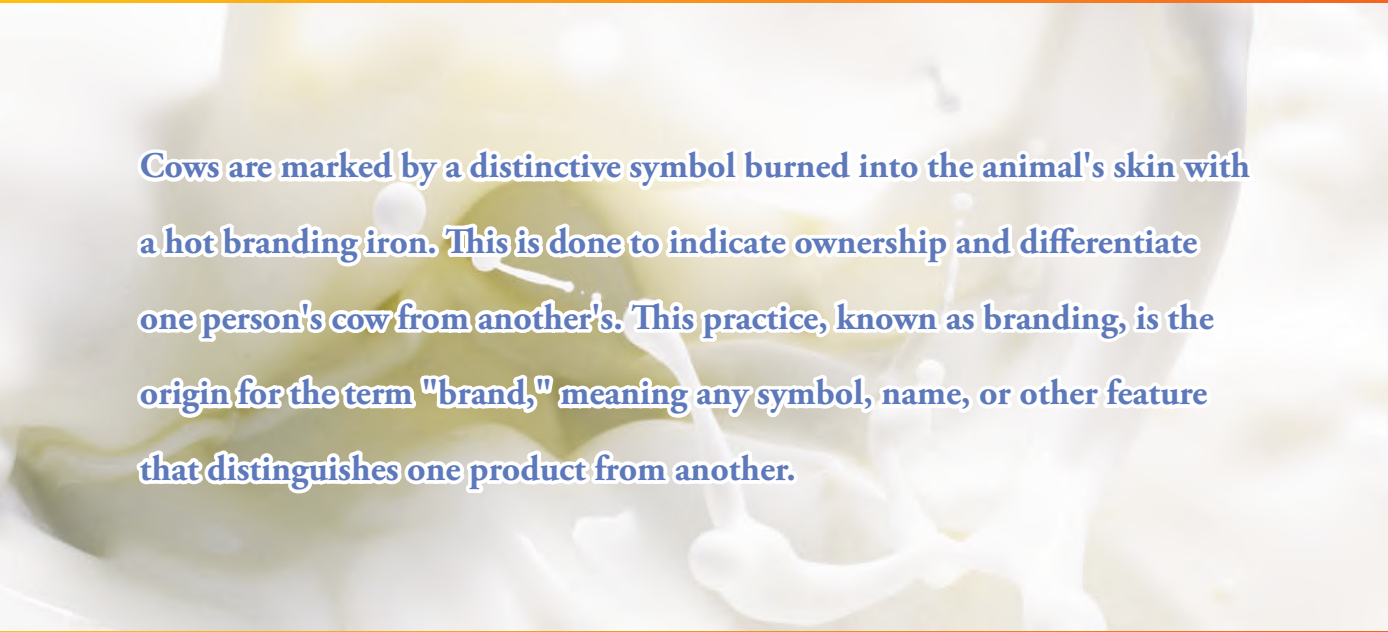 Cows are marked by a distinctive symbol burned into the animal's skin with
a hot branding iron. This is done to indicate ownership and differentiate
one person's cow from another's. This practice, known as branding, is the
origin for the term "brand," meaning any symbol, name, or other feature
that distinguishes one product from another.